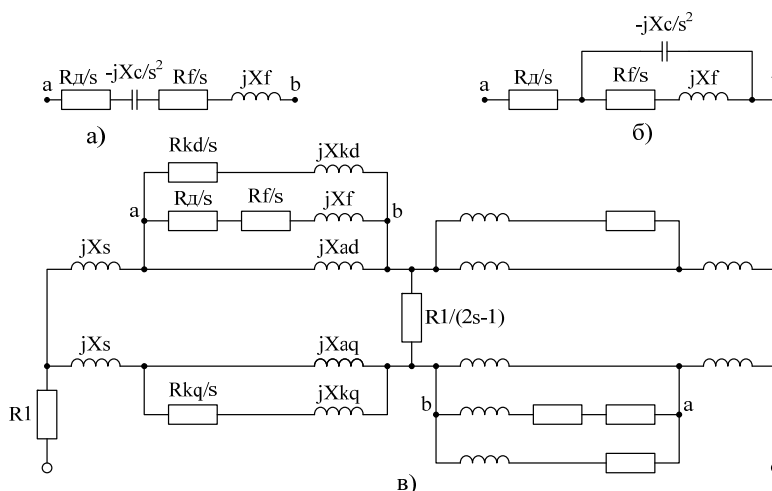 -jXc/s²
a
Rд/s
-jXc/s²
Rf/s
jXf
b
а)
a
Rд/s
Rf/s
jXf
б)
Rkd/s
jXkd
a
Rд/s
Rf/s
jXf
b
jXs
jXad
R1/(2s-1)
jXs
jXaq
Rkq/s
jXkq
R1
b
a
в)